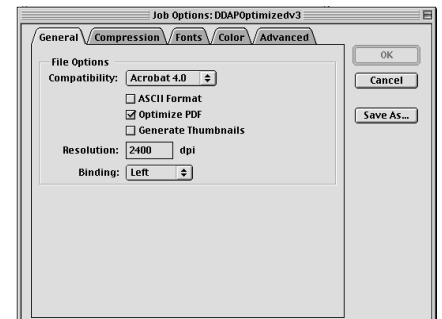 Job Options: DDAPOptimizedv3
General Compression Fonts Color Advanced
File Options
Compatibility: Acrobat 4.0
ASCII Format
Optimize PDF
Generate Thumbnails
Resolution: 2400 dpi
Binding: Left
OK
Cancel
Save As...